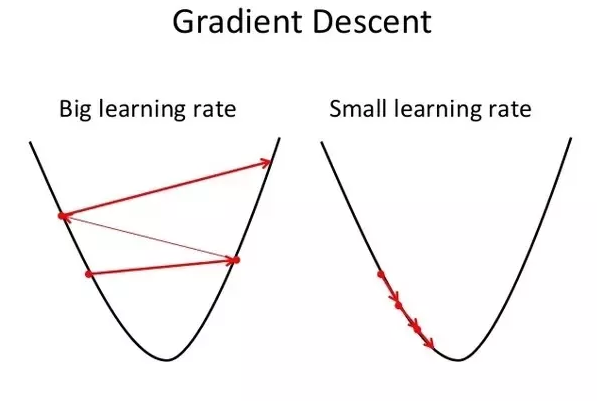 Gradient Descent
Big learning rate
Small learning rate